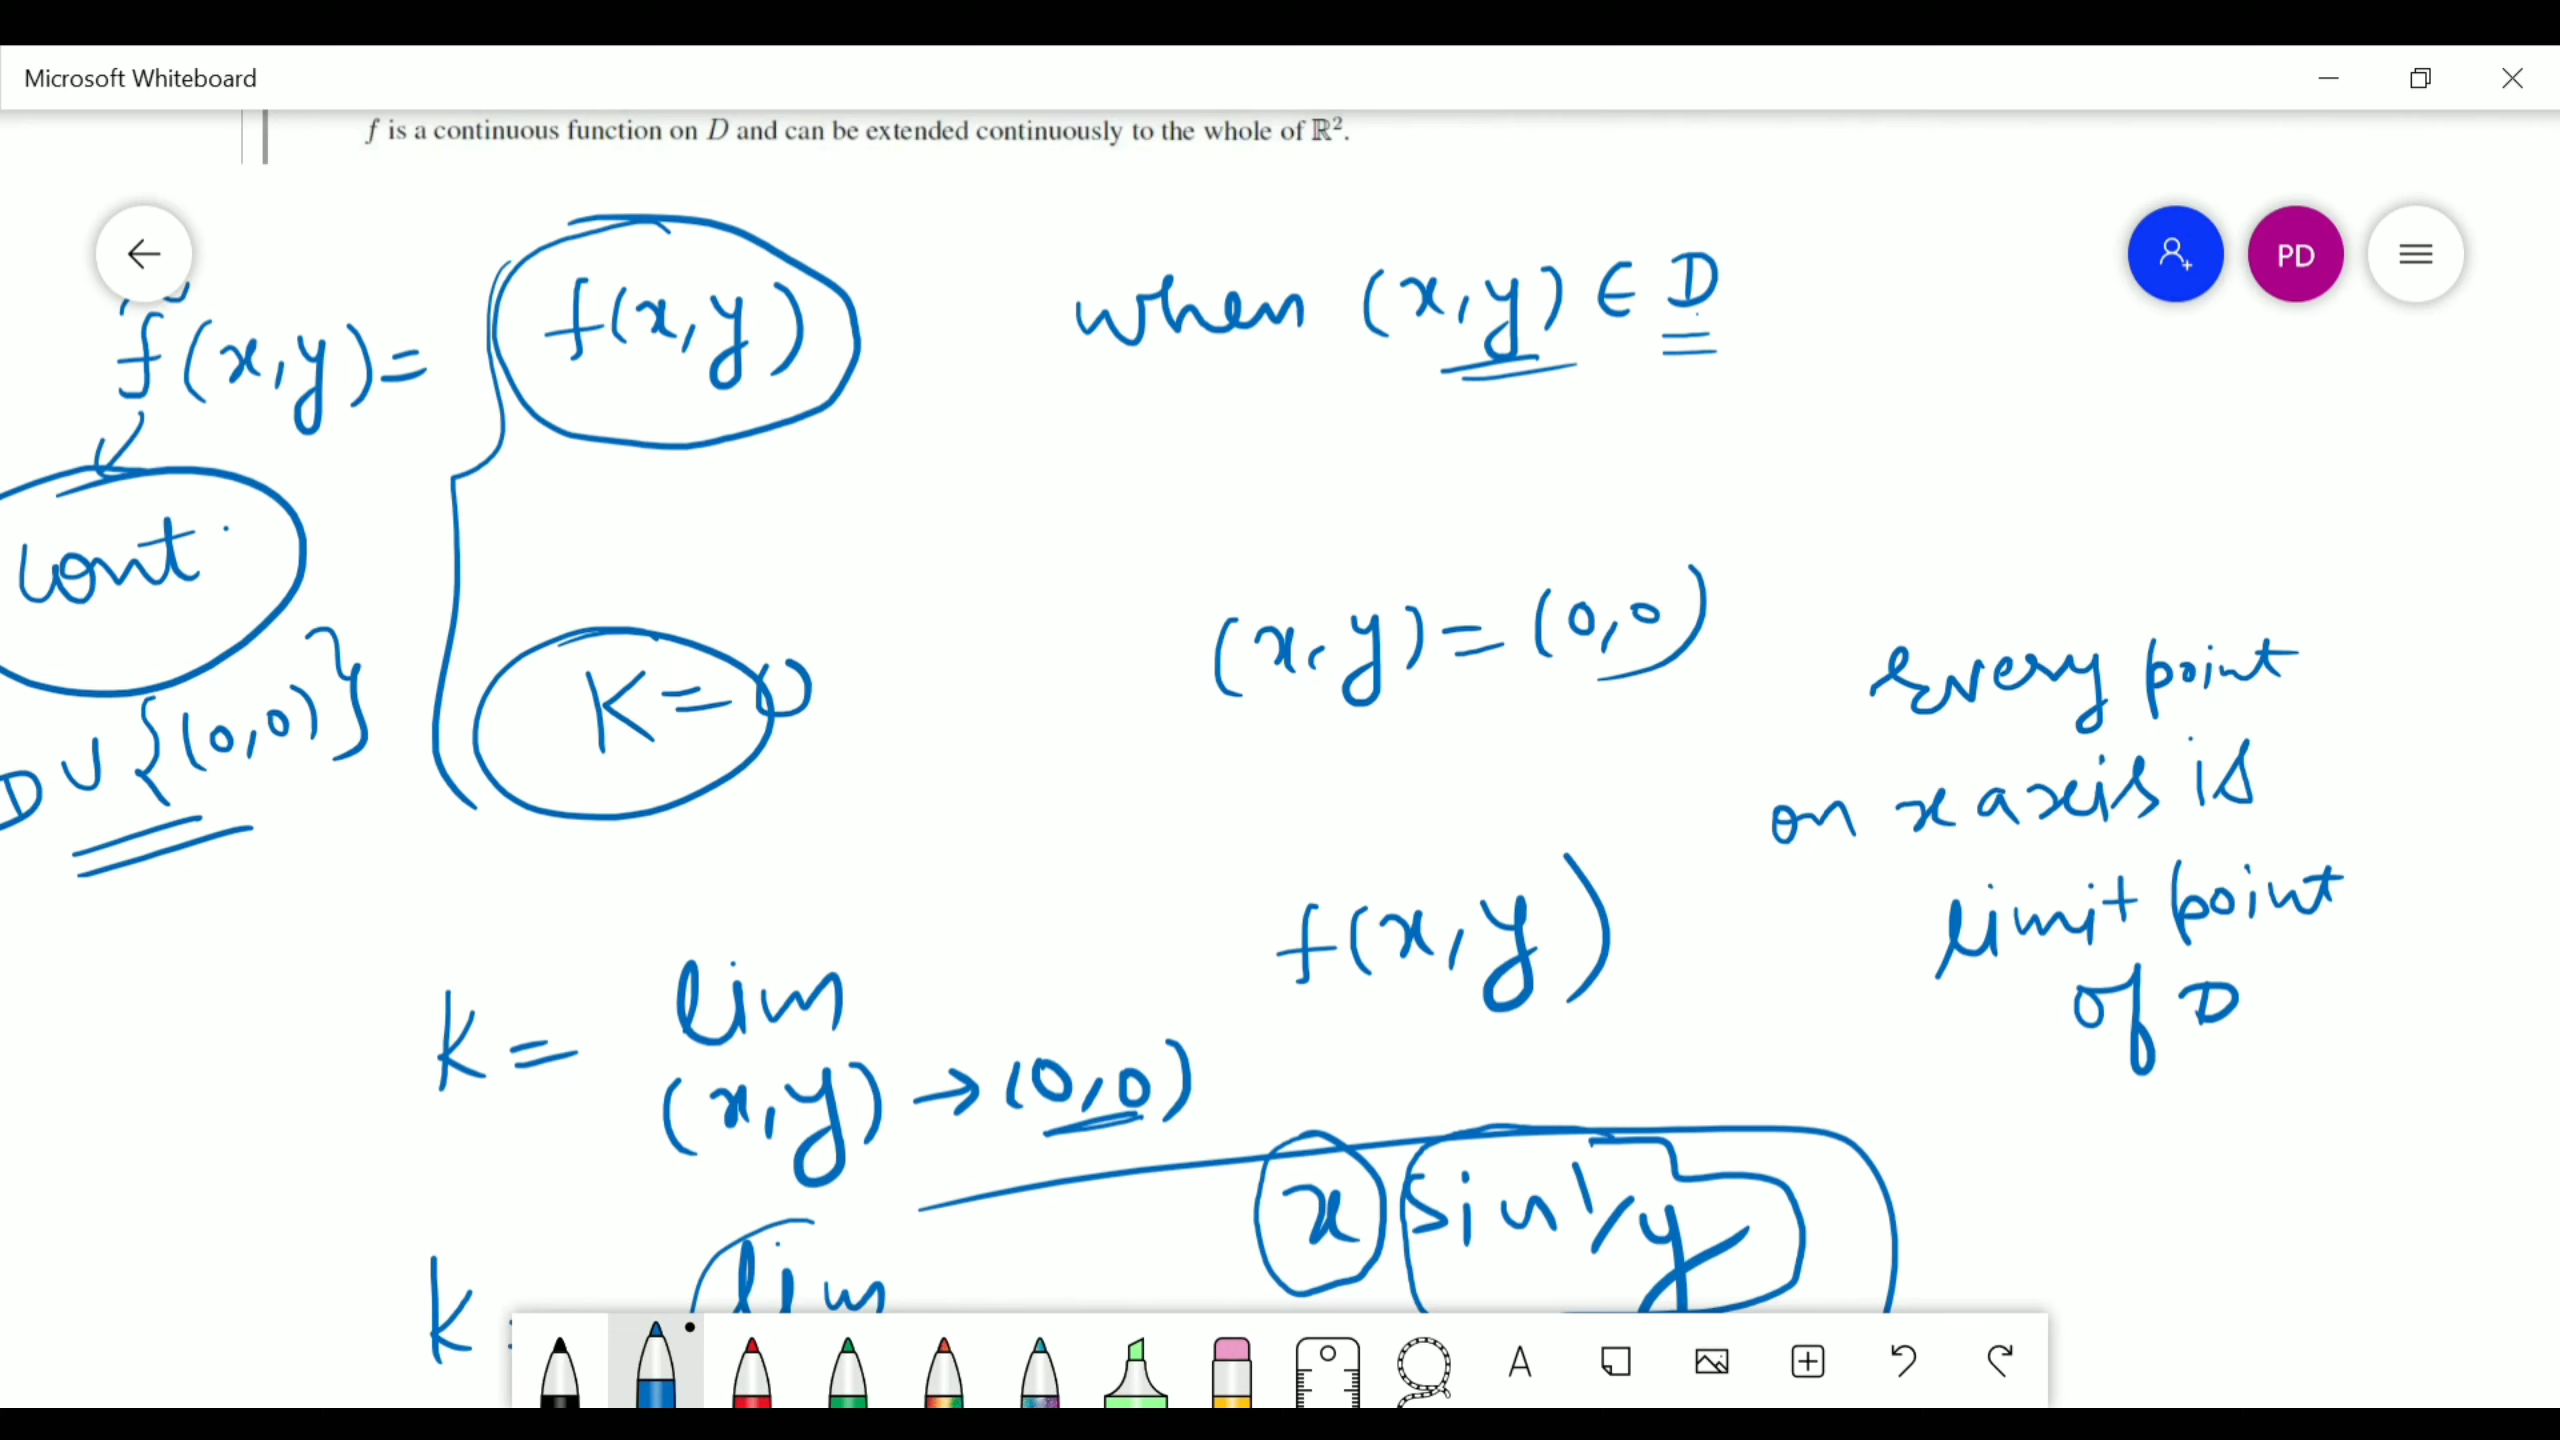 Microsoft Whiteboard
f is a continuous function on D and can be extended continuously to the whole of ℝ².
PD
f̃(x,y)= f(x,y) when (x,y) ∈ D
cont.
K=0 (x,y)=(0,0)
D ∪ {(0,0)}
Every point
on x axis is
limit point
of D
k = lim f(x,y)
(x,y) → (0,0)
x sin 1/y
k = lim
A